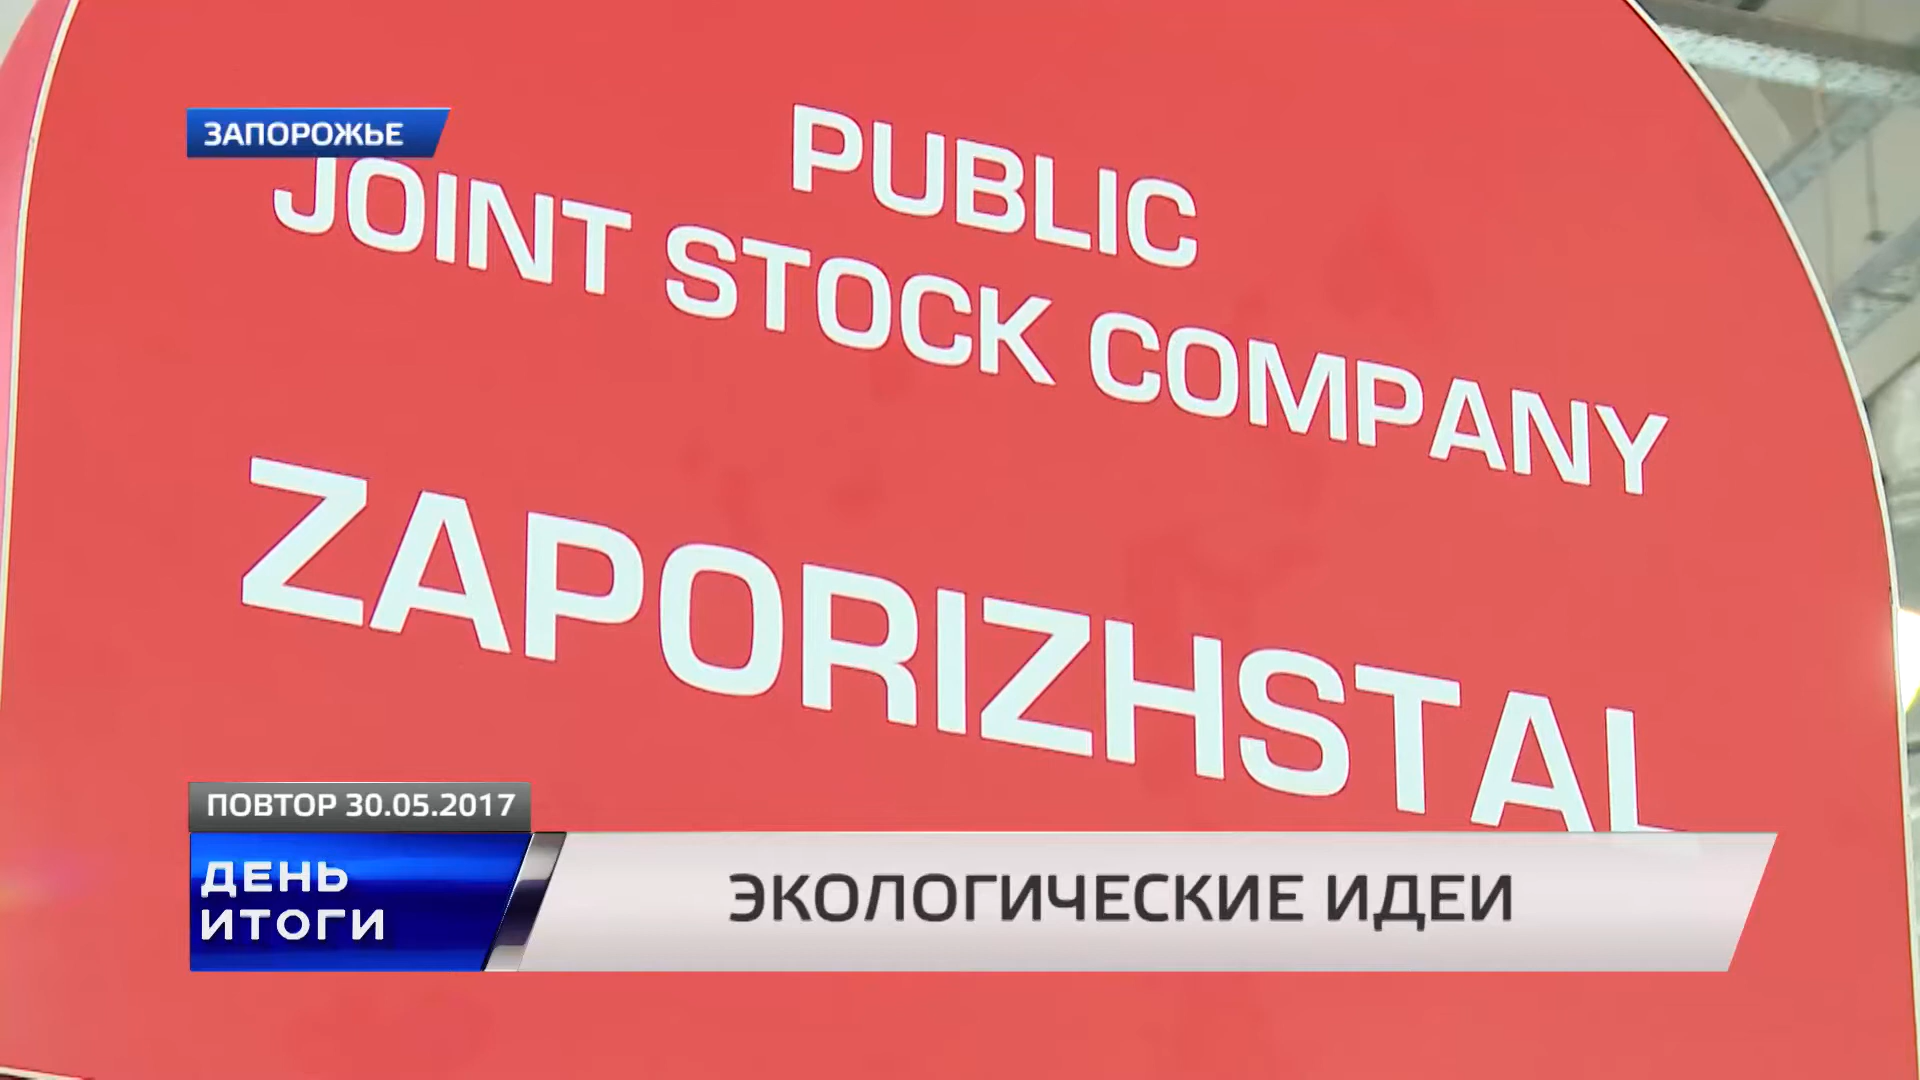 ЗАПОРОЖЬЕ
PUBLIC
JOINT STOCK COMPANY
ZAPORIZHSTAL
ПОВТОР 30.05.2017
ДЕНЬ
ИТОГИ
ЭКОЛОГИЧЕСКИЕ ИДЕИ